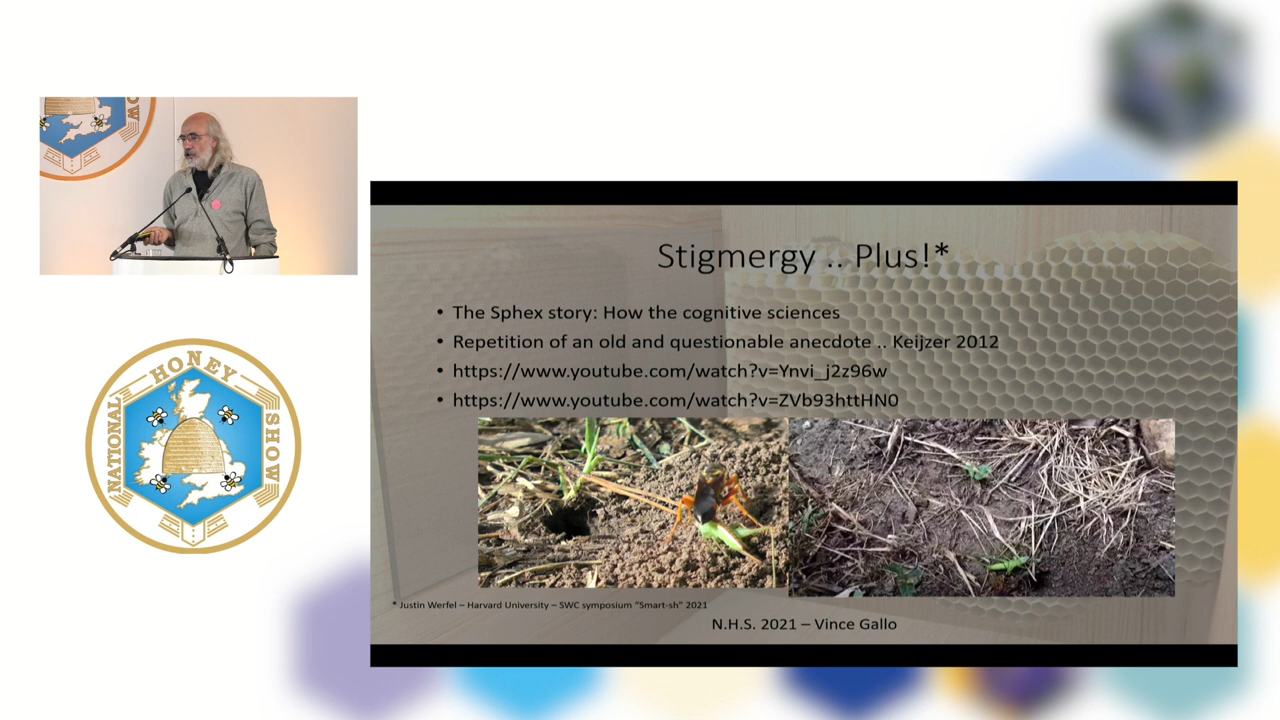 OW
NATIONAL HONEY SHOW
Stigmergy .. Plus!*
• The Sphex story: How the cognitive sciences
• Repetition of an old and questionable anecdote .. Keijzer 2012
• https://www.youtube.com/watch?v=Ynvi_j2z96w
• https://www.youtube.com/watch?v=ZVb93httHN0
* Justin Werfel – Harvard University – SWC symposium "Smart-sh" 2021
N.H.S. 2021 – Vince Gallo